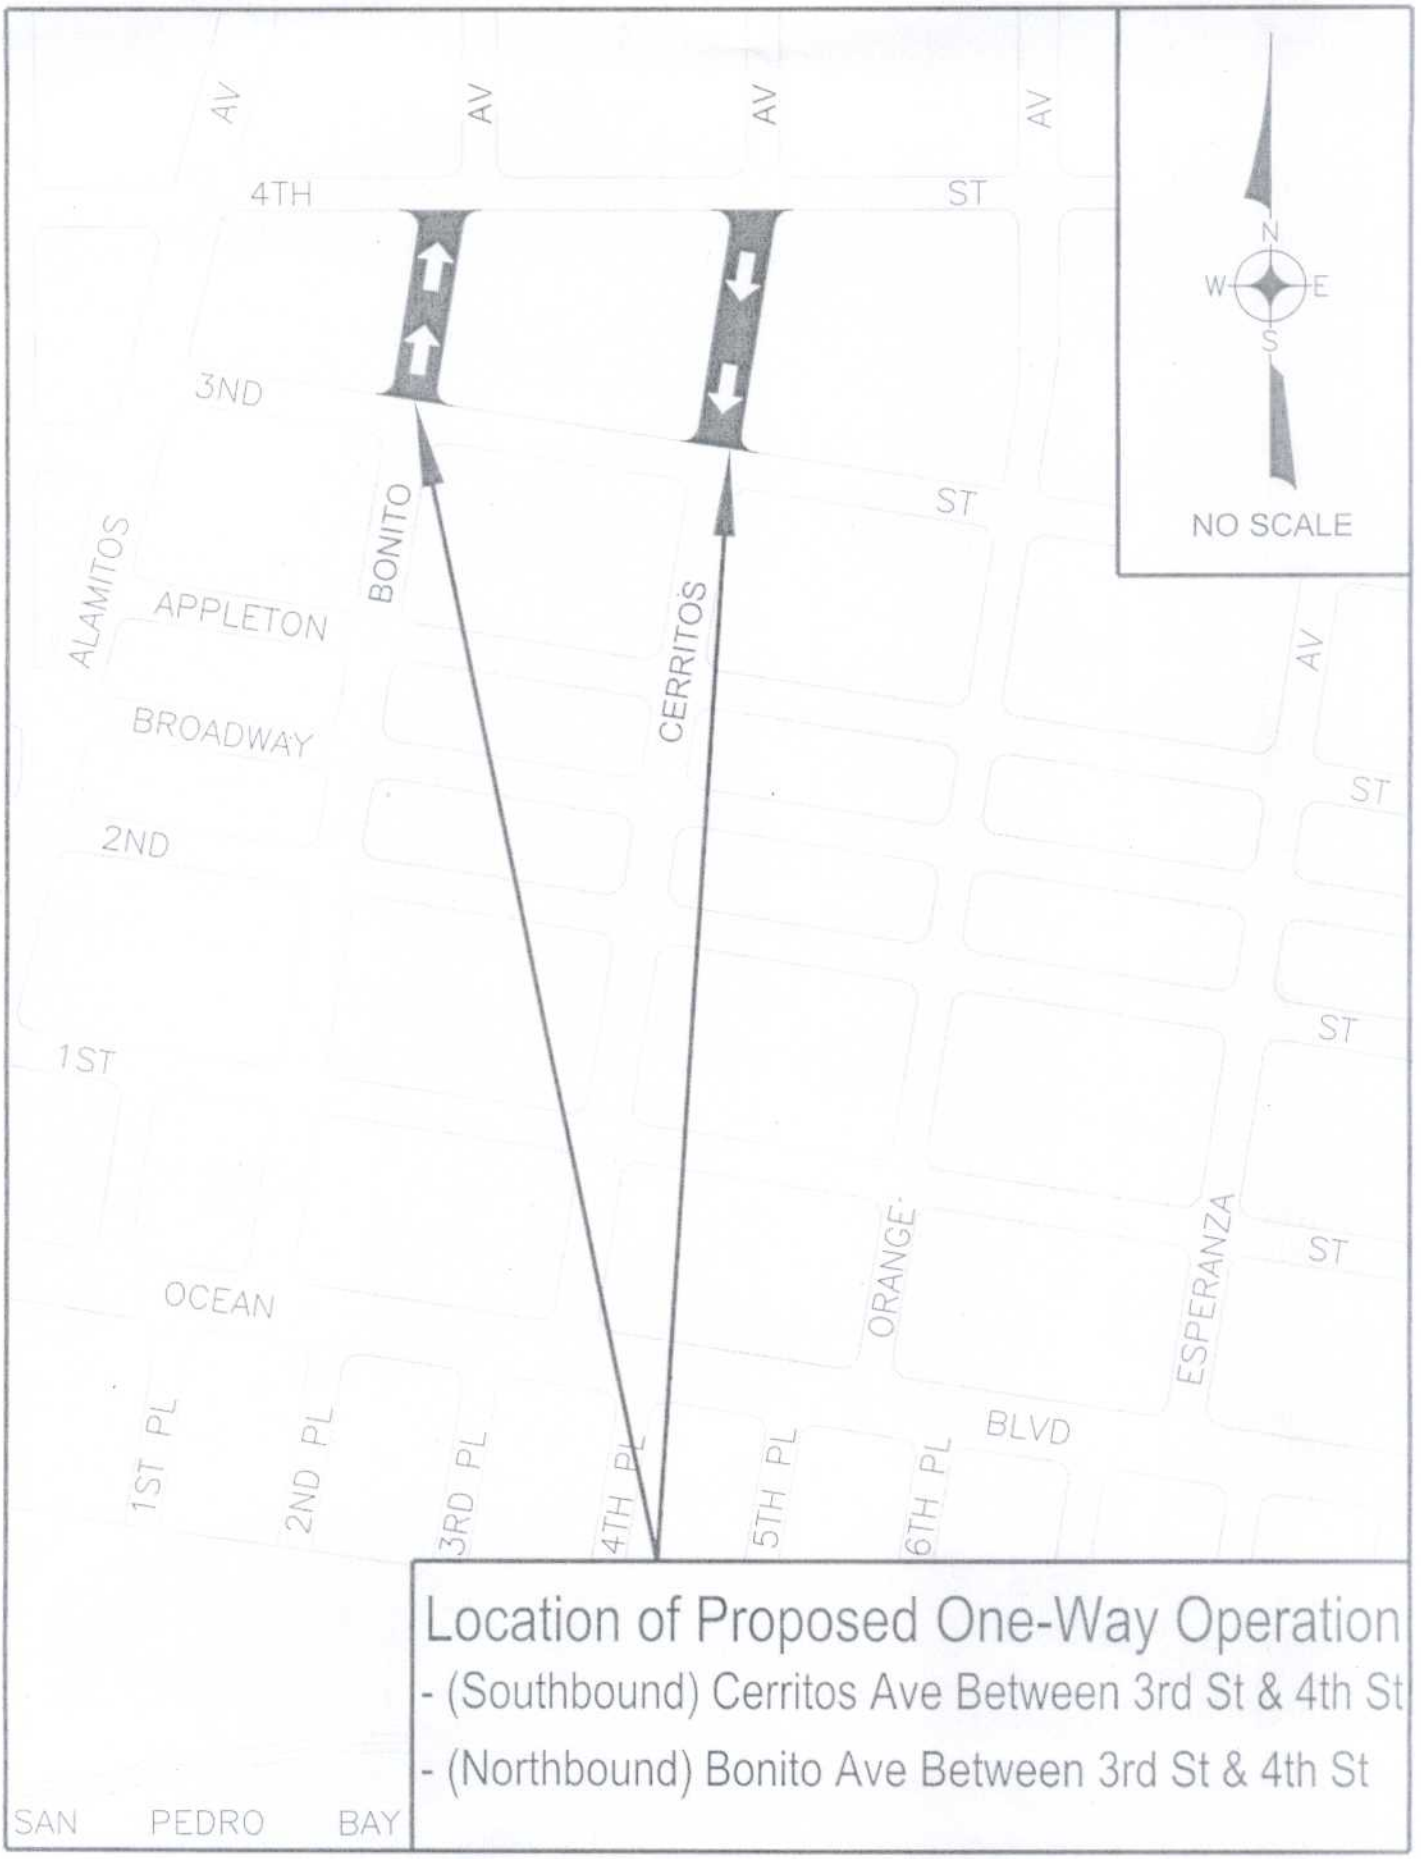 AV AV AV AV
4TH ST
N
W E
S
NO SCALE
3ND ST
ALAMITOS
BONITO
CERRITOS
APPLETON
AV
BROADWAY
ST
2ND
ST
1ST
ST
ORANGE
ESPERANZA
OCEAN
BLVD
1ST PL
2ND PL
3RD PL
4TH PL
5TH PL
6TH PL
Location of Proposed One-Way Operation
- (Southbound) Cerritos Ave Between 3rd St & 4th St
- (Northbound) Bonito Ave Between 3rd St & 4th St
SAN PEDRO BAY